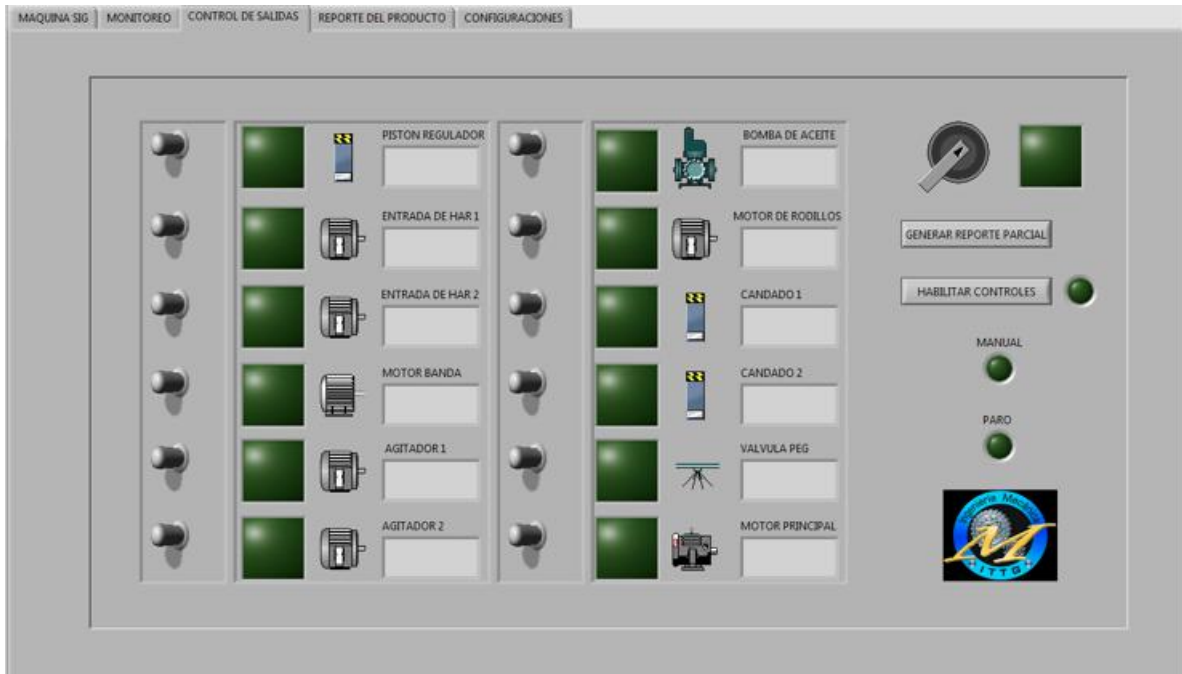 MAQUINA SIG
MONITOREO
CONTROL DE SALIDAS
REPORTE DEL PRODUCTO
CONFIGURACIONES
PISTON REGULADOR
ENTRADA DE HAR 1
ENTRADA DE HAR 2
MOTOR BANDA
AGITADOR 1
AGITADOR 2
BOMBA DE ACEITE
MOTOR DE RODILLOS
CANDADO 1
CANDADO 2
VALVULA PEG
MOTOR PRINCIPAL
GENERAR REPORTE PARCIAL
HABILITAR CONTROLES
MANUAL
PARO
Ingeniería Mecánica
M
ITTG